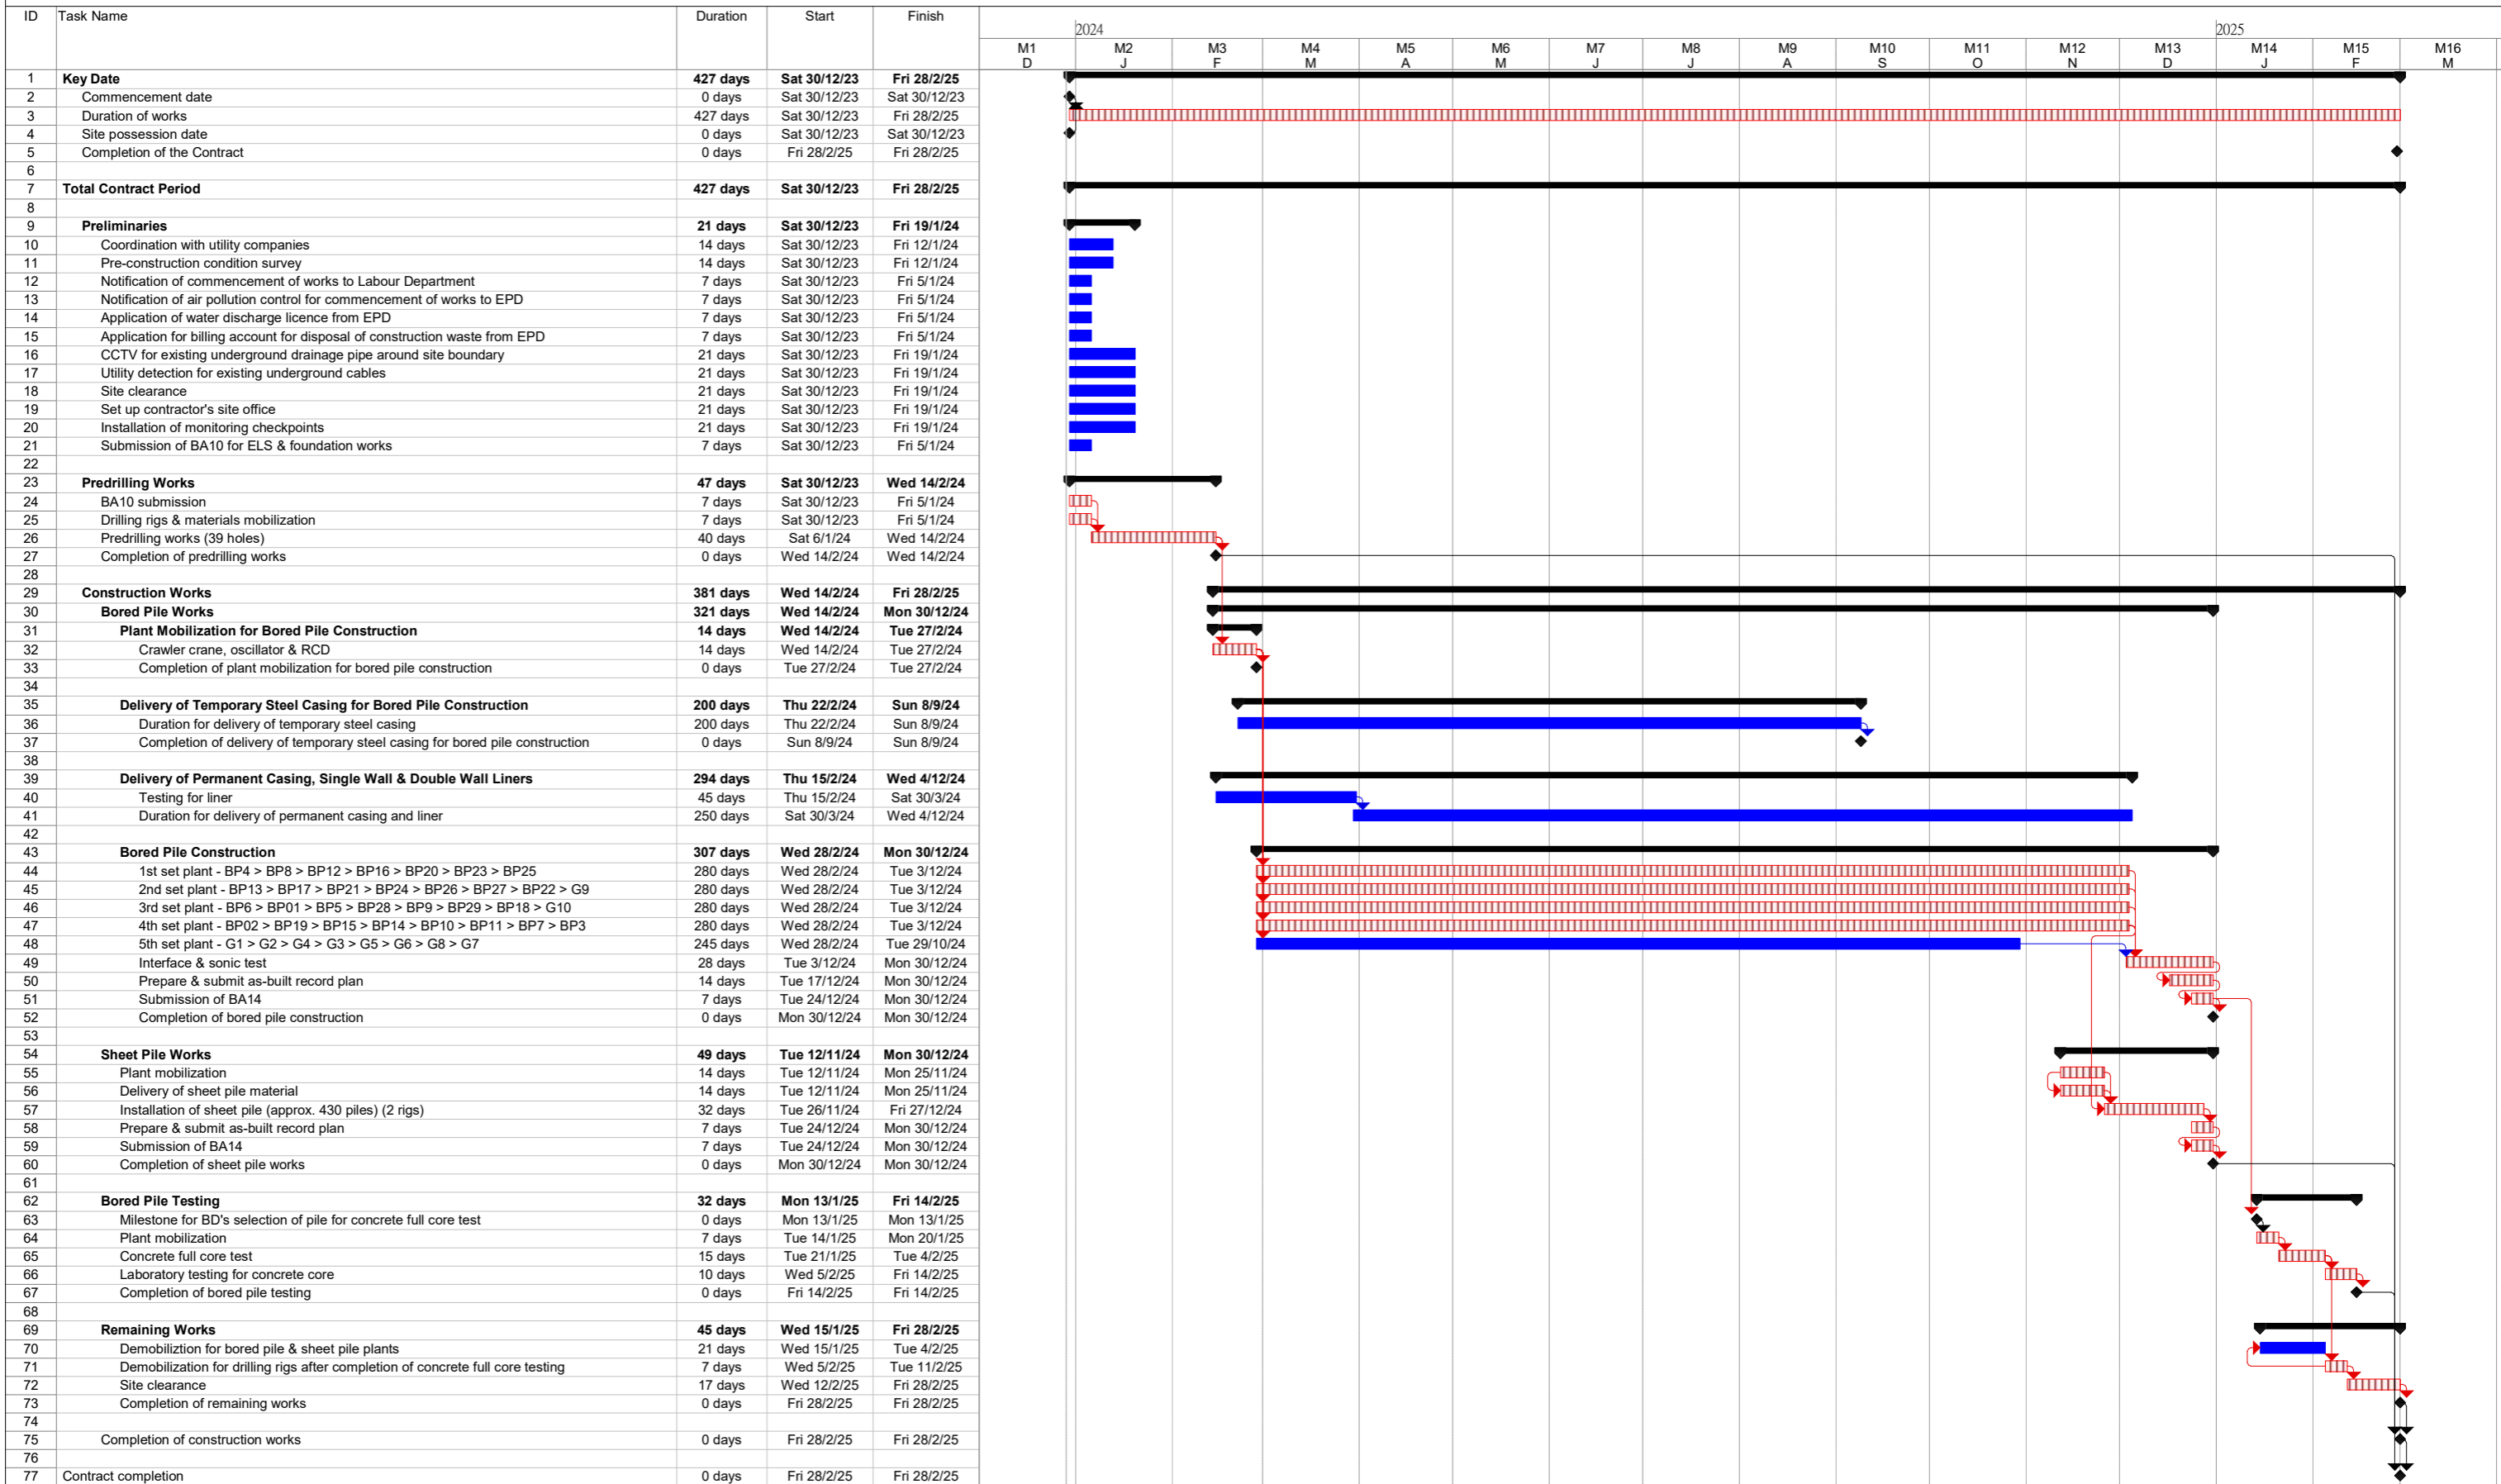 ID Task Name Duration Start Finish
2024 2025
M1 M2 M3 M4 M5 M6 M7 M8 M9 M10 M11 M12 M13 M14 M15 M16
D J F M A M J J A S O N D J F M
1 Key Date 427 days Sat 30/12/23 Fri 28/2/25
2 Commencement date 0 days Sat 30/12/23 Sat 30/12/23
3 Duration of works 427 days Sat 30/12/23 Fri 28/2/25
4 Site possession date 0 days Sat 30/12/23 Sat 30/12/23
5 Completion of the Contract 0 days Fri 28/2/25 Fri 28/2/25
6
7 Total Contract Period 427 days Sat 30/12/23 Fri 28/2/25
8
9 Preliminaries 21 days Sat 30/12/23 Fri 19/1/24
10 Coordination with utility companies 14 days Sat 30/12/23 Fri 12/1/24
11 Pre-construction condition survey 14 days Sat 30/12/23 Fri 12/1/24
12 Notification of commencement of works to Labour Department 7 days Sat 30/12/23 Fri 5/1/24
13 Notification of air pollution control for commencement of works to EPD 7 days Sat 30/12/23 Fri 5/1/24
14 Application of water discharge licence from EPD 7 days Sat 30/12/23 Fri 5/1/24
15 Application for billing account for disposal of construction waste from EPD 7 days Sat 30/12/23 Fri 5/1/24
16 CCTV for existing underground drainage pipe around site boundary 21 days Sat 30/12/23 Fri 19/1/24
17 Utility detection for existing underground cables 21 days Sat 30/12/23 Fri 19/1/24
18 Site clearance 21 days Sat 30/12/23 Fri 19/1/24
19 Set up contractor's site office 21 days Sat 30/12/23 Fri 19/1/24
20 Installation of monitoring checkpoints 21 days Sat 30/12/23 Fri 19/1/24
21 Submission of BA10 for ELS & foundation works 7 days Sat 30/12/23 Fri 5/1/24
22
23 Predrilling Works 47 days Sat 30/12/23 Wed 14/2/24
24 BA10 submission 7 days Sat 30/12/23 Fri 5/1/24
25 Drilling rigs & materials mobilization 7 days Sat 30/12/23 Fri 5/1/24
26 Predrilling works (39 holes) 40 days Sat 6/1/24 Wed 14/2/24
27 Completion of predrilling works 0 days Wed 14/2/24 Wed 14/2/24
28
29 Construction Works 381 days Wed 14/2/24 Fri 28/2/25
30 Bored Pile Works 321 days Wed 14/2/24 Mon 30/12/24
31 Plant Mobilization for Bored Pile Construction 14 days Wed 14/2/24 Tue 27/2/24
32 Crawler crane, oscillator & RCD 14 days Wed 14/2/24 Tue 27/2/24
33 Completion of plant mobilization for bored pile construction 0 days Tue 27/2/24 Tue 27/2/24
34
35 Delivery of Temporary Steel Casing for Bored Pile Construction 200 days Thu 22/2/24 Sun 8/9/24
36 Duration for delivery of temporary steel casing 200 days Thu 22/2/24 Sun 8/9/24
37 Completion of delivery of temporary steel casing for bored pile construction 0 days Sun 8/9/24 Sun 8/9/24
38
39 Delivery of Permanent Casing, Single Wall & Double Wall Liners 294 days Thu 15/2/24 Wed 4/12/24
40 Testing for liner 45 days Thu 15/2/24 Sat 30/3/24
41 Duration for delivery of permanent casing and liner 250 days Sat 30/3/24 Wed 4/12/24
42
43 Bored Pile Construction 307 days Wed 28/2/24 Mon 30/12/24
44 1st set plant - BP4 > BP8 > BP12 > BP16 > BP20 > BP23 > BP25 280 days Wed 28/2/24 Tue 3/12/24
45 2nd set plant - BP13 > BP17 > BP21 > BP24 > BP26 > BP27 > BP22 > G9 280 days Wed 28/2/24 Tue 3/12/24
46 3rd set plant - BP6 > BP01 > BP5 > BP28 > BP9 > BP29 > BP18 > G10 280 days Wed 28/2/24 Tue 3/12/24
47 4th set plant - BP02 > BP19 > BP15 > BP14 > BP10 > BP11 > BP7 > BP3 280 days Wed 28/2/24 Tue 3/12/24
48 5th set plant - G1 > G2 > G4 > G3 > G5 > G6 > G8 > G7 245 days Wed 28/2/24 Tue 29/10/24
49 Interface & sonic test 28 days Tue 3/12/24 Mon 30/12/24
50 Prepare & submit as-built record plan 14 days Tue 17/12/24 Mon 30/12/24
51 Submission of BA14 7 days Tue 24/12/24 Mon 30/12/24
52 Completion of bored pile construction 0 days Mon 30/12/24 Mon 30/12/24
53
54 Sheet Pile Works 49 days Tue 12/11/24 Mon 30/12/24
55 Plant mobilization 14 days Tue 12/11/24 Mon 25/11/24
56 Delivery of sheet pile material 14 days Tue 12/11/24 Mon 25/11/24
57 Installation of sheet pile (approx. 430 piles) (2 rigs) 32 days Tue 26/11/24 Fri 27/12/24
58 Prepare & submit as-built record plan 7 days Tue 24/12/24 Mon 30/12/24
59 Submission of BA14 7 days Tue 24/12/24 Mon 30/12/24
60 Completion of sheet pile works 0 days Mon 30/12/24 Mon 30/12/24
61
62 Bored Pile Testing 32 days Mon 13/1/25 Fri 14/2/25
63 Milestone for BD's selection of pile for concrete full core test 0 days Mon 13/1/25 Mon 13/1/25
64 Plant mobilization 7 days Tue 14/1/25 Mon 20/1/25
65 Concrete full core test 15 days Tue 21/1/25 Tue 4/2/25
66 Laboratory testing for concrete core 10 days Wed 5/2/25 Fri 14/2/25
67 Completion of bored pile testing 0 days Fri 14/2/25 Fri 14/2/25
68
69 Remaining Works 45 days Wed 15/1/25 Fri 28/2/25
70 Demobiliztion for bored pile & sheet pile plants 21 days Wed 15/1/25 Tue 4/2/25
71 Demobilization for drilling rigs after completion of concrete full core testing 7 days Wed 5/2/25 Tue 11/2/25
72 Site clearance 17 days Wed 12/2/25 Fri 28/2/25
73 Completion of remaining works 0 days Fri 28/2/25 Fri 28/2/25
74
75 Completion of construction works 0 days Fri 28/2/25 Fri 28/2/25
76
77 Contract completion 0 days Fri 28/2/25 Fri 28/2/25